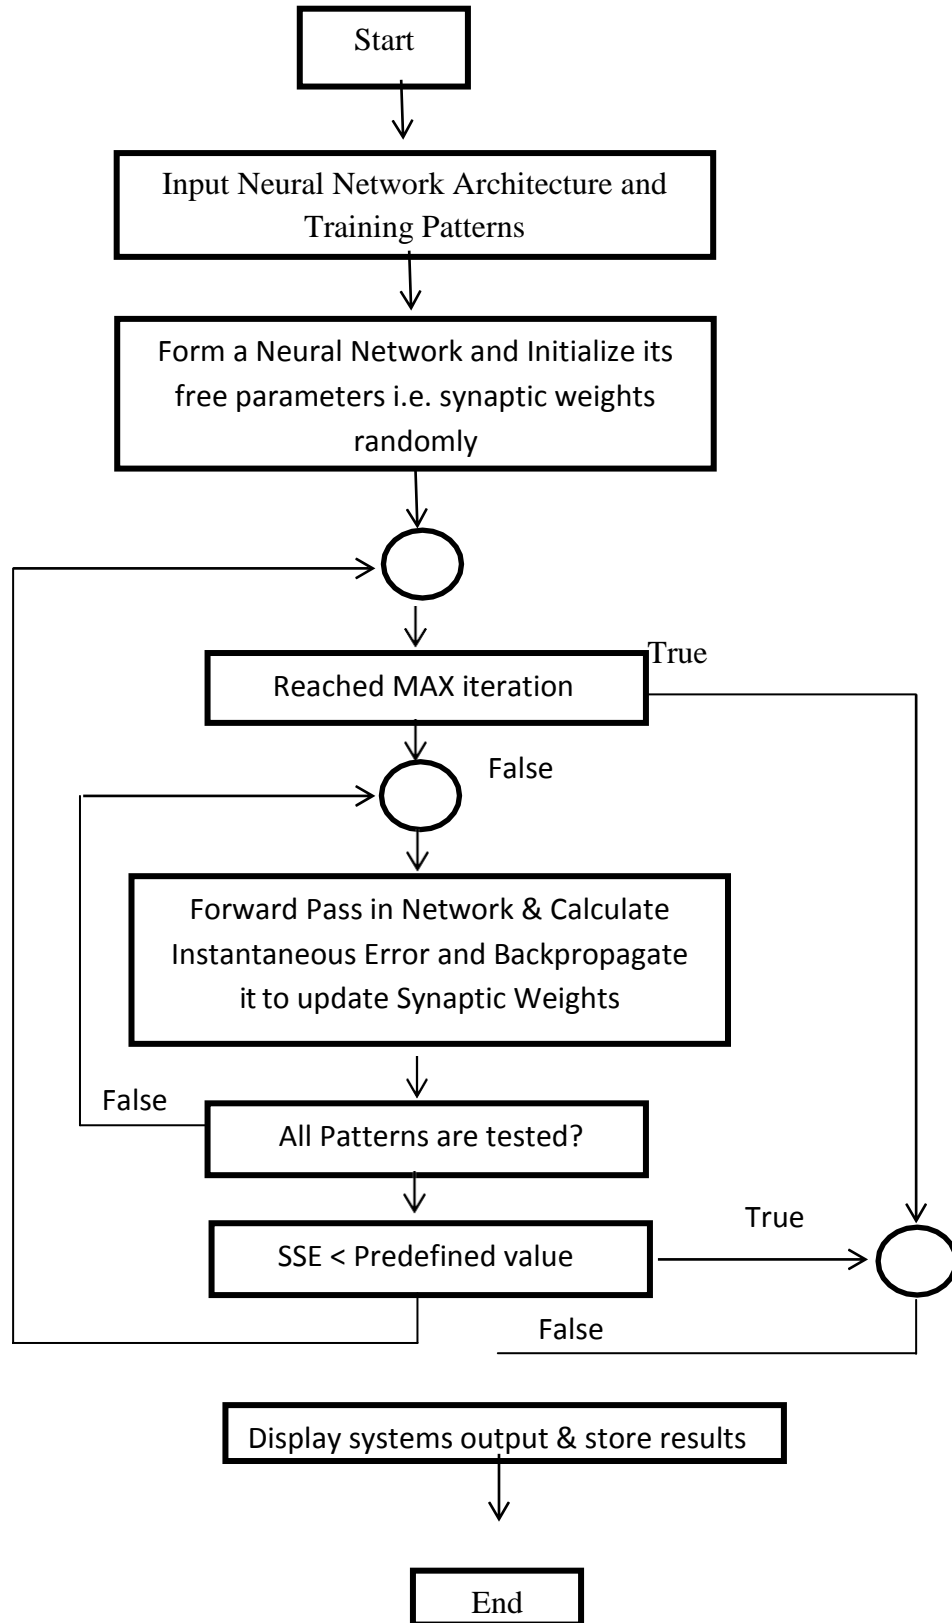 Start
Input Neural Network Architecture and
Training Patterns
Form a Neural Network and Initialize its
free parameters i.e. synaptic weights
randomly
True
Reached MAX iteration
False
Forward Pass in Network & Calculate
Instantaneous Error and Backpropagate
it to update Synaptic Weights
False
All Patterns are tested?
True
SSE < Predefined value
False
Display systems output & store results
End